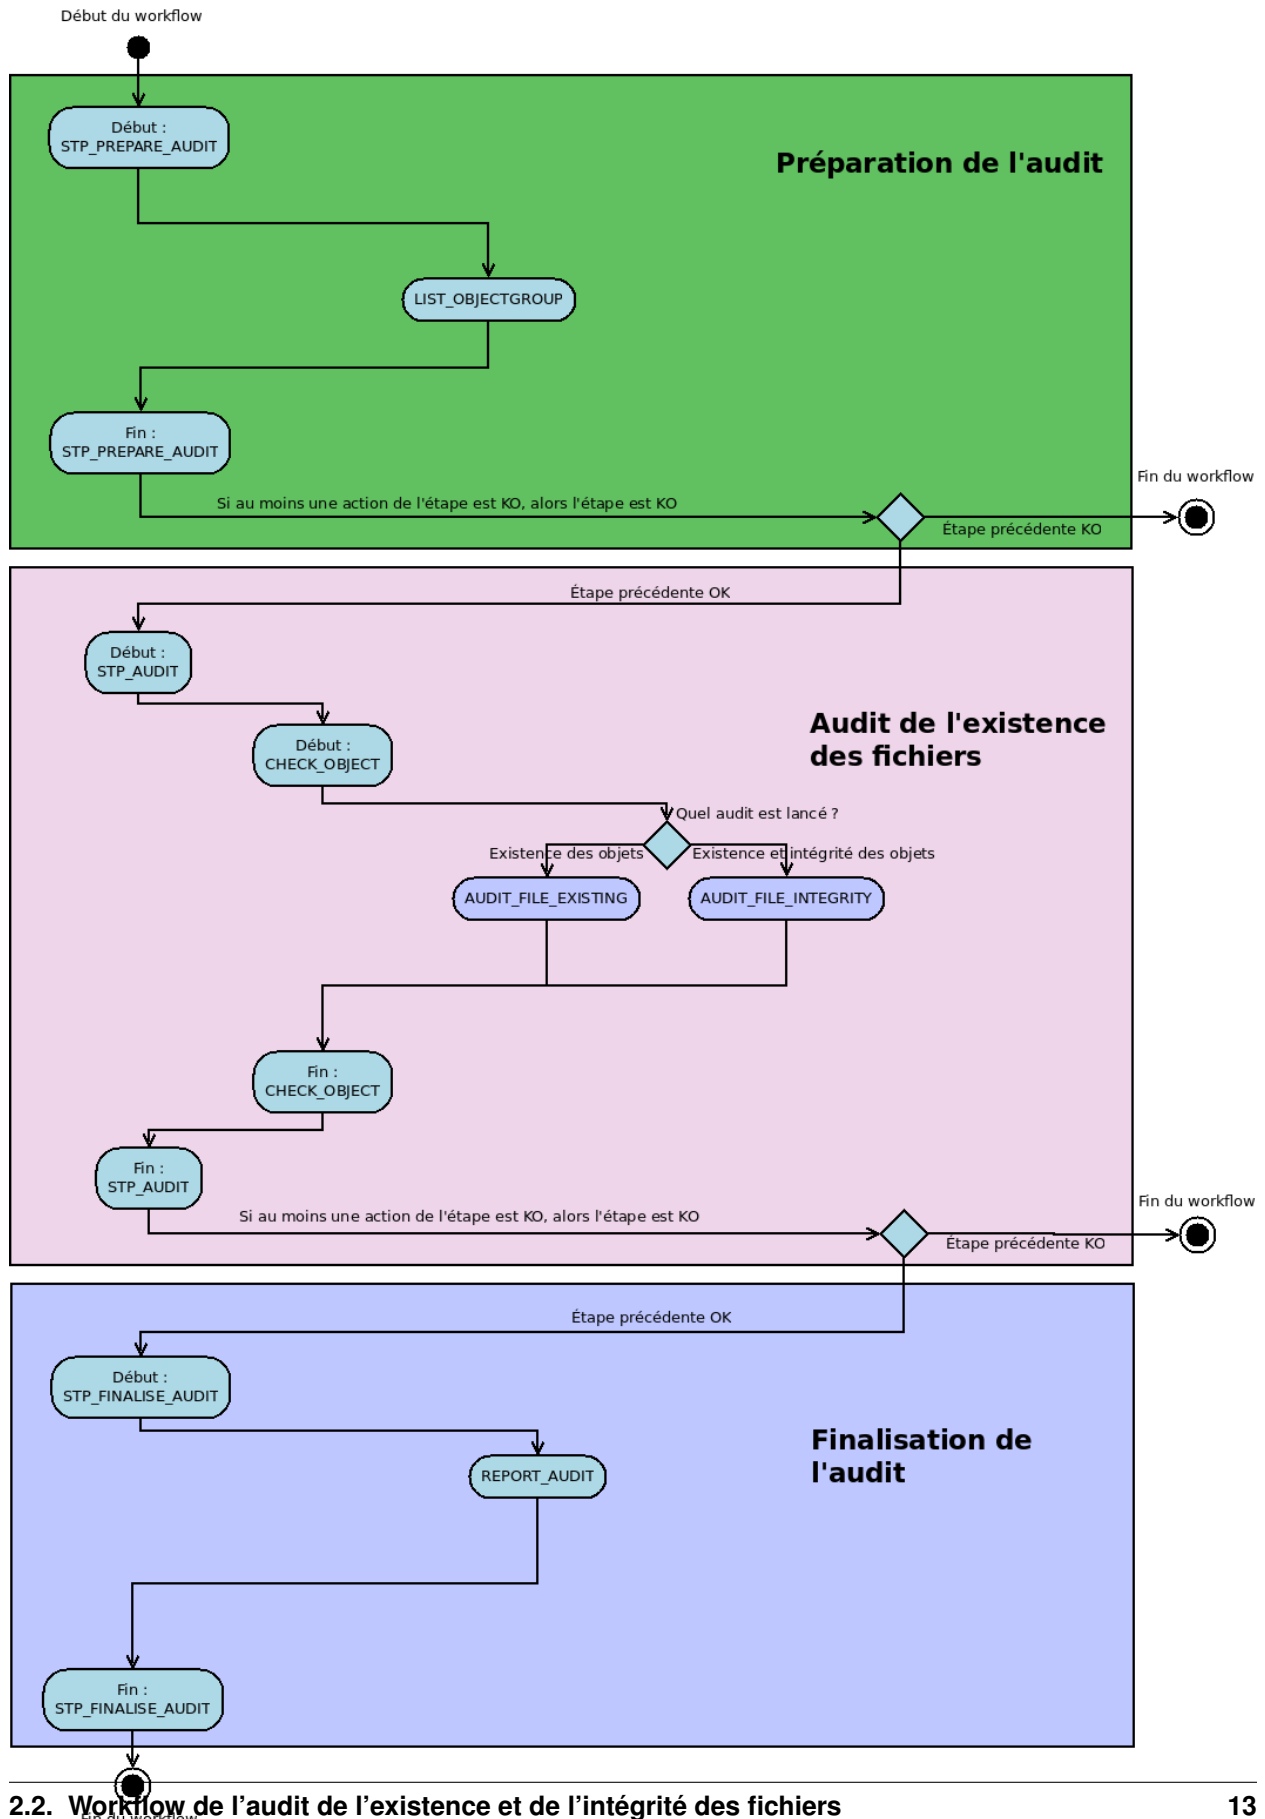 Début du workflow
Début :
STP_PREPARE_AUDIT
Préparation de l'audit
LIST_OBJECTGROUP
Fin :
STP_PREPARE_AUDIT
Fin du workflow
Si au moins une action de l'étape est KO, alors l'étape est KO
Étape précédente KO
Étape précédente OK
Début :
STP_AUDIT
Audit de l'existence
des fichiers
Début :
CHECK_OBJECT
Quel audit est lancé ?
Existence des objets
Existence et intégrité des objets
AUDIT_FILE_EXISTING
AUDIT_FILE_INTEGRITY
Fin :
CHECK_OBJECT
Fin :
STP_AUDIT
Fin du workflow
Si au moins une action de l'étape est KO, alors l'étape est KO
Étape précédente KO
Étape précédente OK
Début :
STP_FINALISE_AUDIT
Finalisation de
l'audit
REPORT_AUDIT
Fin :
STP_FINALISE_AUDIT
Fin du workflow
2.2. Workflow de l’audit de l’existence et de l’intégrité des fichiers 13